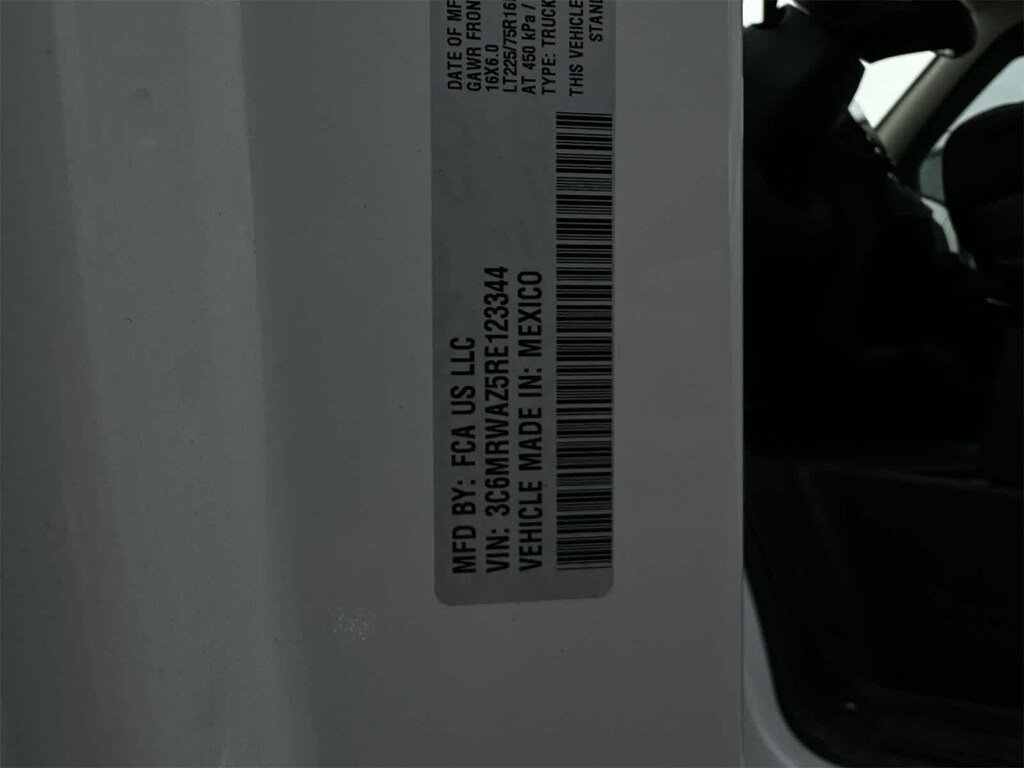 MFD BY: FCA US LLC
VIN: 3C6MRWAZ5RE123344
VEHICLE MADE IN: MEXICO
DATE OF MF
GAWR FRON
16X6.0
LT225/75R16
AT 450 kPa /
TYPE: TRUCK
THIS VEHICLE
STAND